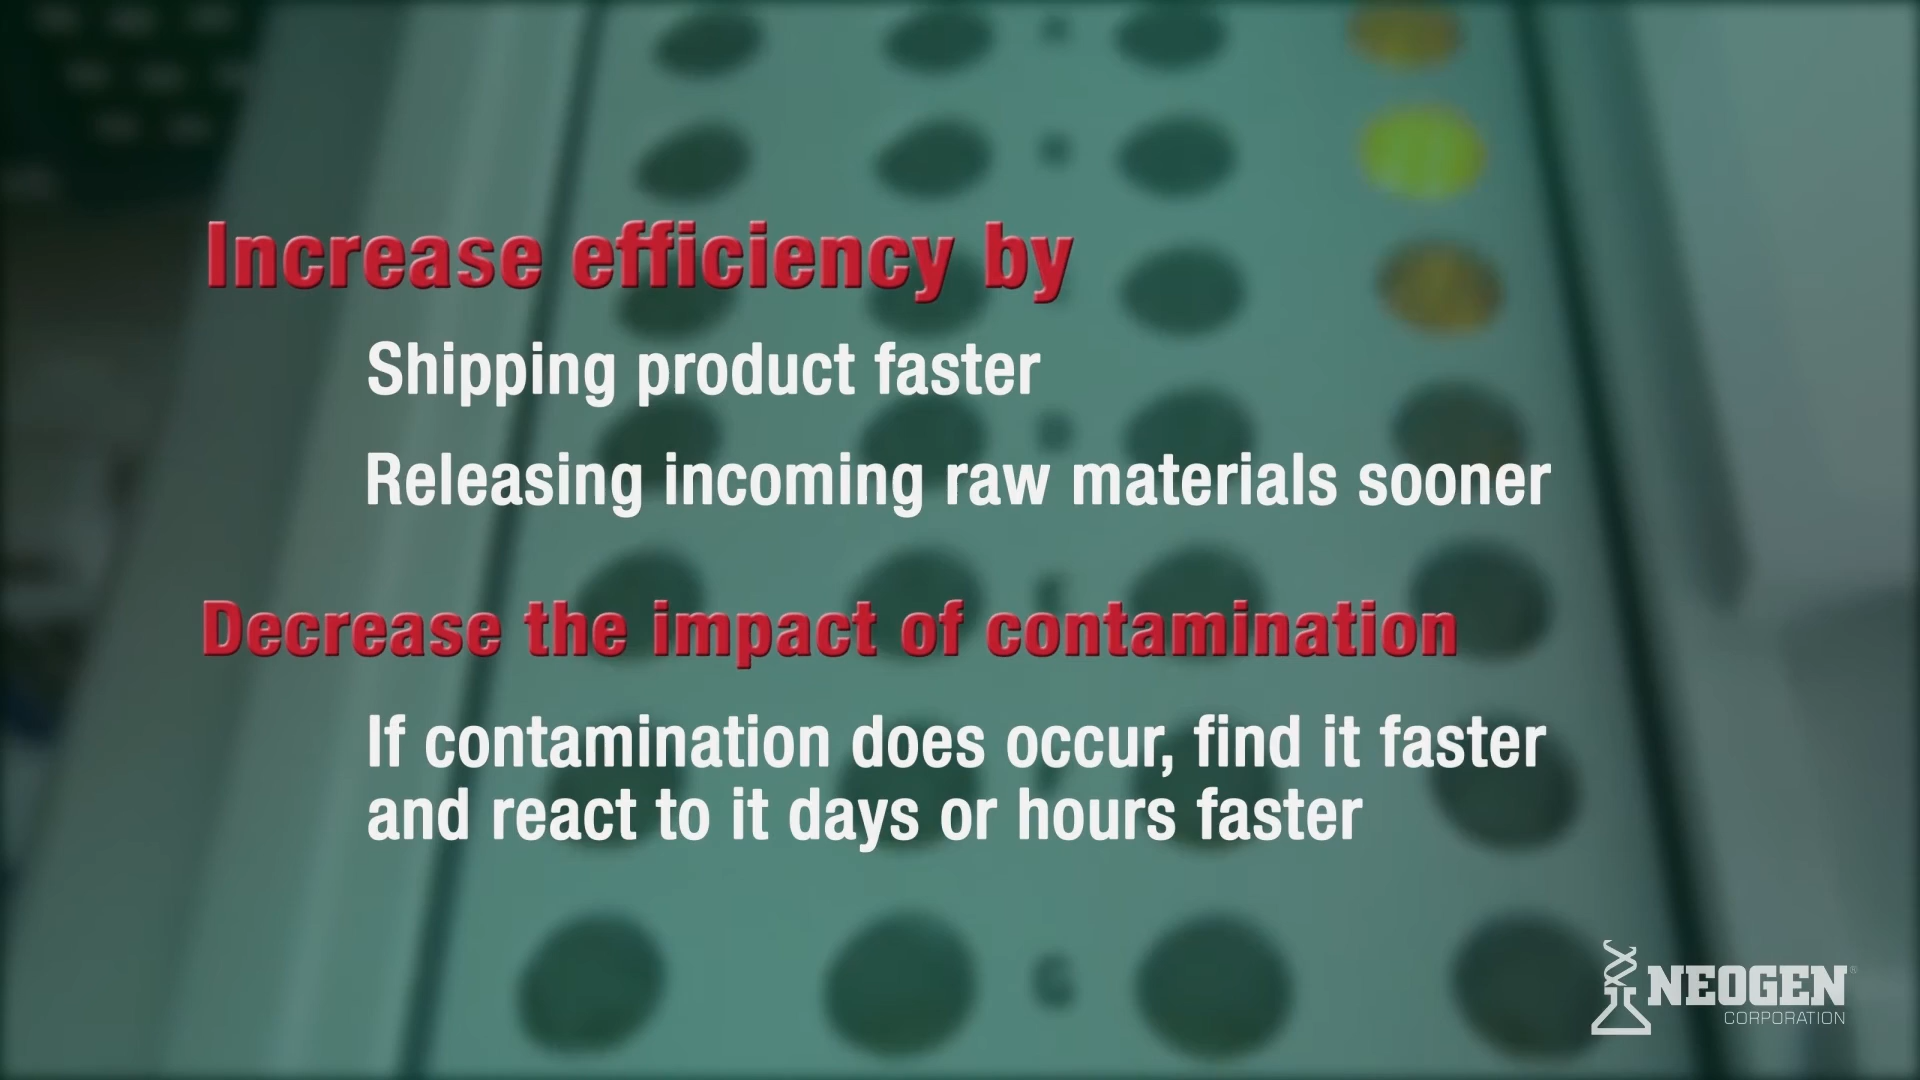 Increase efficiency by
Shipping product faster
Releasing incoming raw materials sooner
Decrease the impact of contamination
If contamination does occur, find it faster
and react to it days or hours faster
G
NEOGEN®
CORPORATION